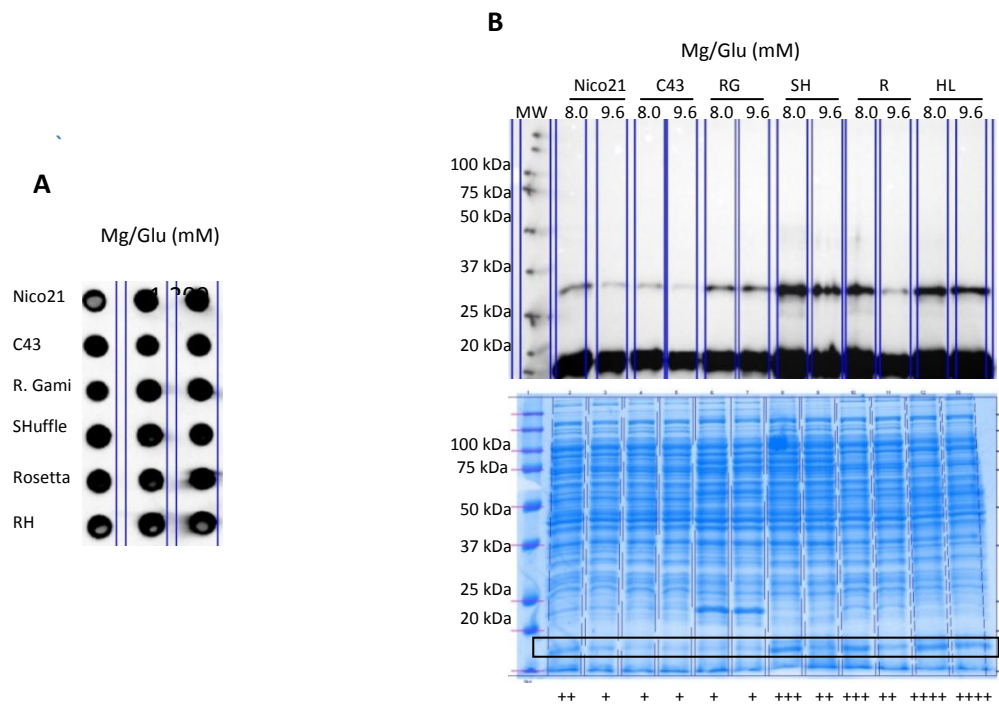 B
Mg/Glu (mM)
Nico21 C43 RG SH R HL
MW 8.0 9.6 8.0 9.6 8.0 9.6 8.0 9.6 8.0 9.6 8.0 9.6
100 kDa
75 kDa
50 kDa
37 kDa
25 kDa
20 kDa
A
Mg/Glu (mM)
Nico21
C43
R. Gami
SHuffle
Rosetta
RH
100 kDa
75 kDa
50 kDa
37 kDa
25 kDa
20 kDa
++ + + + + + +++ ++ +++ ++ ++++ ++++